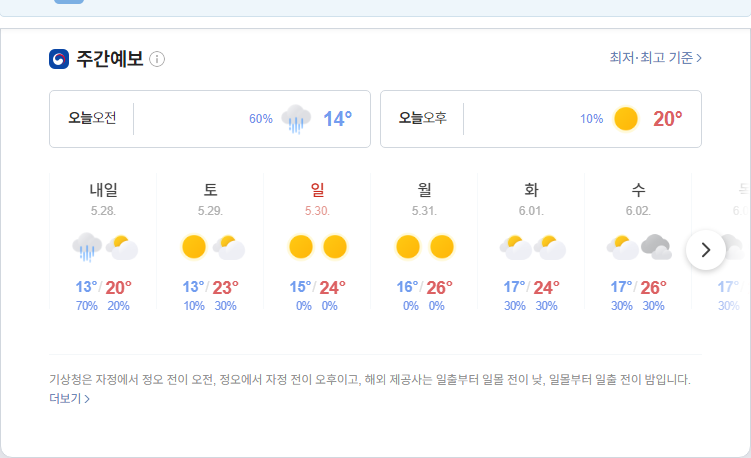 주간예보
최저·최고 기준
오늘오전 60% 14°
오늘오후 10% 20°
내일 토 일 월 화 수
5.28. 5.29. 5.30. 5.31. 6.01. 6.02.
13°/20° 13°/23° 15°/24° 16°/26° 17°/24° 17°/26° 17°
70% 20% 10% 30% 0% 0% 0% 0% 30% 30% 30% 30% 30%
기상청은 자정에서 정오 전이 오전, 정오에서 자정 전이 오후이고, 해외 제공사는 일출부터 일몰 전이 낮, 일몰부터 일출 전이 밤입니다.
더보기